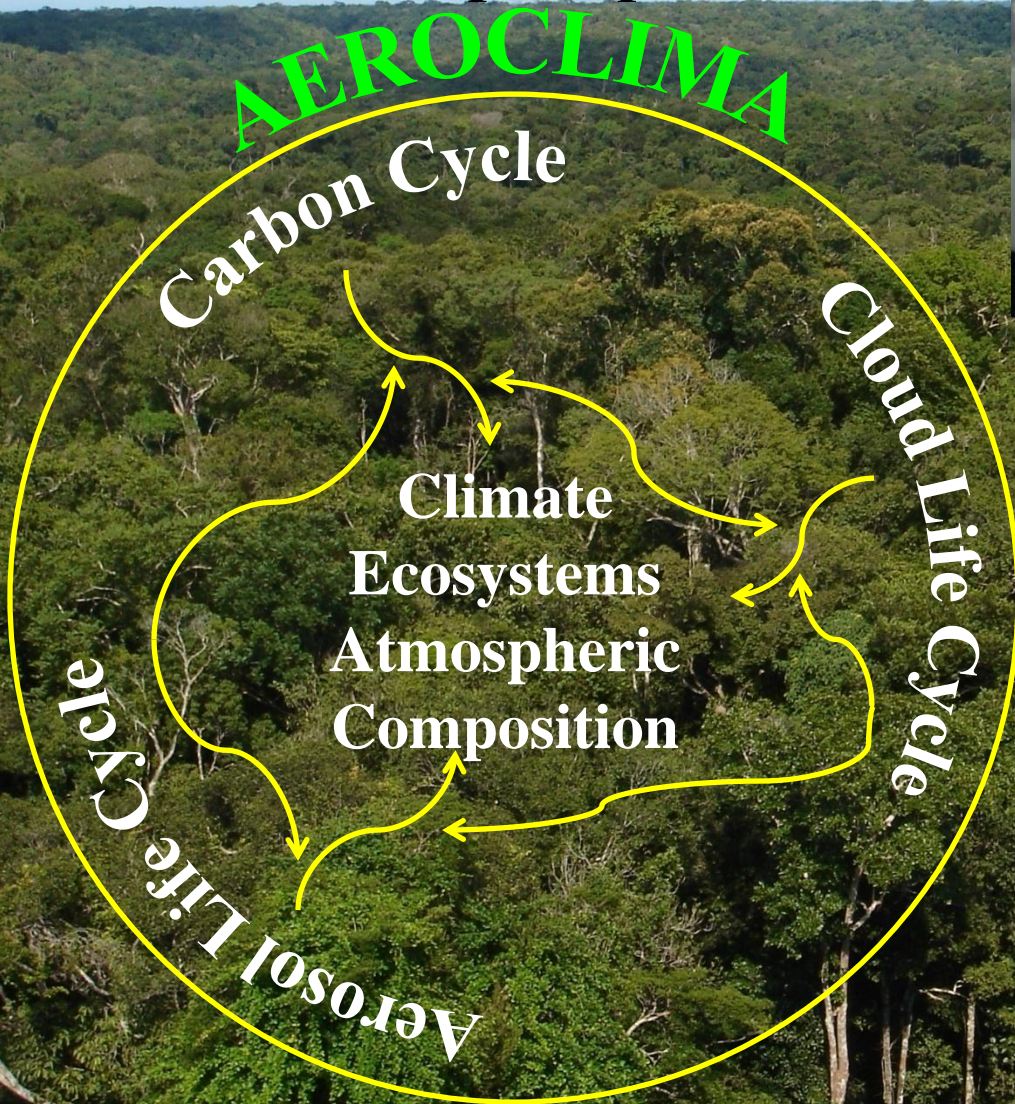 AEROCLIMA
Carbon Cycle
Cloud Life Cycle
Climate
Ecosystems
Atmospheric
Composition
Aerosol Life Cycle